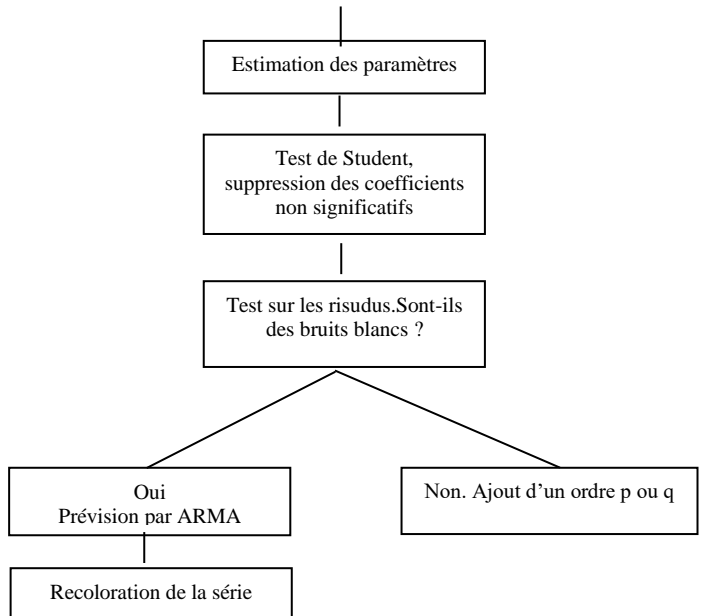 Estimation des paramètres
Test de Student,
suppression des coefficients
non significatifs
Test sur les risudus.Sont-ils
des bruits blancs ?
Oui
Prévision par ARMA
Non. Ajout d’un ordre p ou q
Recoloration de la série